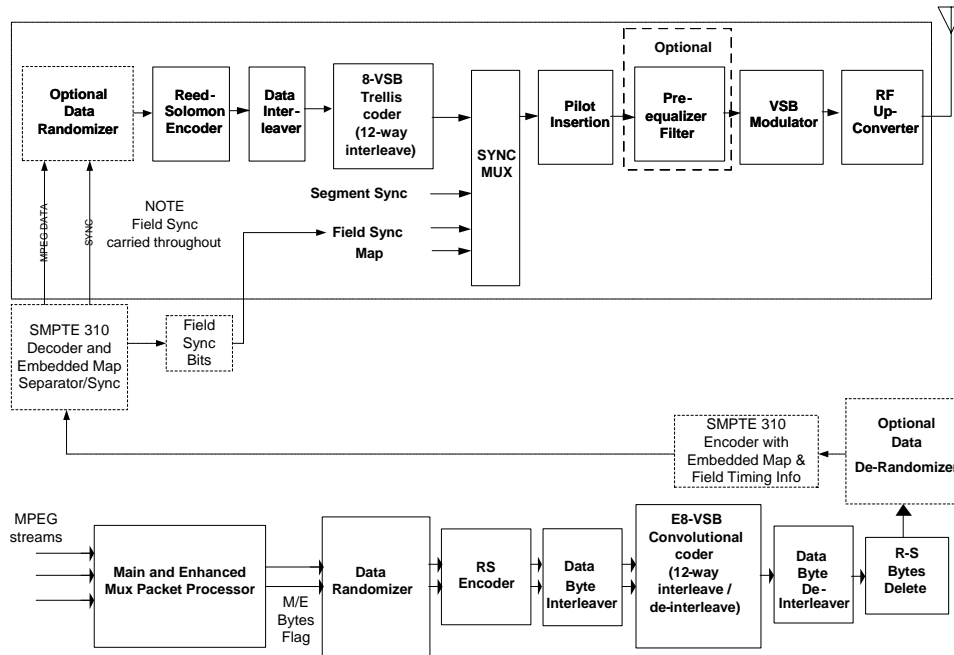 Optional
Optional
Data
Randomizer
Reed-
Solomon
Encoder
Data
Inter-
leaver
8-VSB
Trellis
coder
(12-way
interleave)
SYNC
MUX
Pilot
Insertion
Pre-
equalizer
Filter
VSB
Modulator
RF
Up-
Converter
MPEG DATA
SYNC
NOTE
Field Sync
carried throughout
Segment Sync
Field Sync
Map
SMPTE 310
Decoder and
Embedded Map
Separator/Sync
Field
Sync
Bits
SMPTE 310
Encoder with
Embedded Map &
Field Timing Info
Optional
Data
De-Randomizer
MPEG
streams
Main and Enhanced
Mux Packet Processor
M/E
Bytes
Flag
Data
Randomizer
RS
Encoder
Data
Byte
Interleaver
E8-VSB
Convolutional
coder
(12-way
interleave /
de-interleave)
Data
Byte
De-
Interleaver
R-S
Bytes
Delete